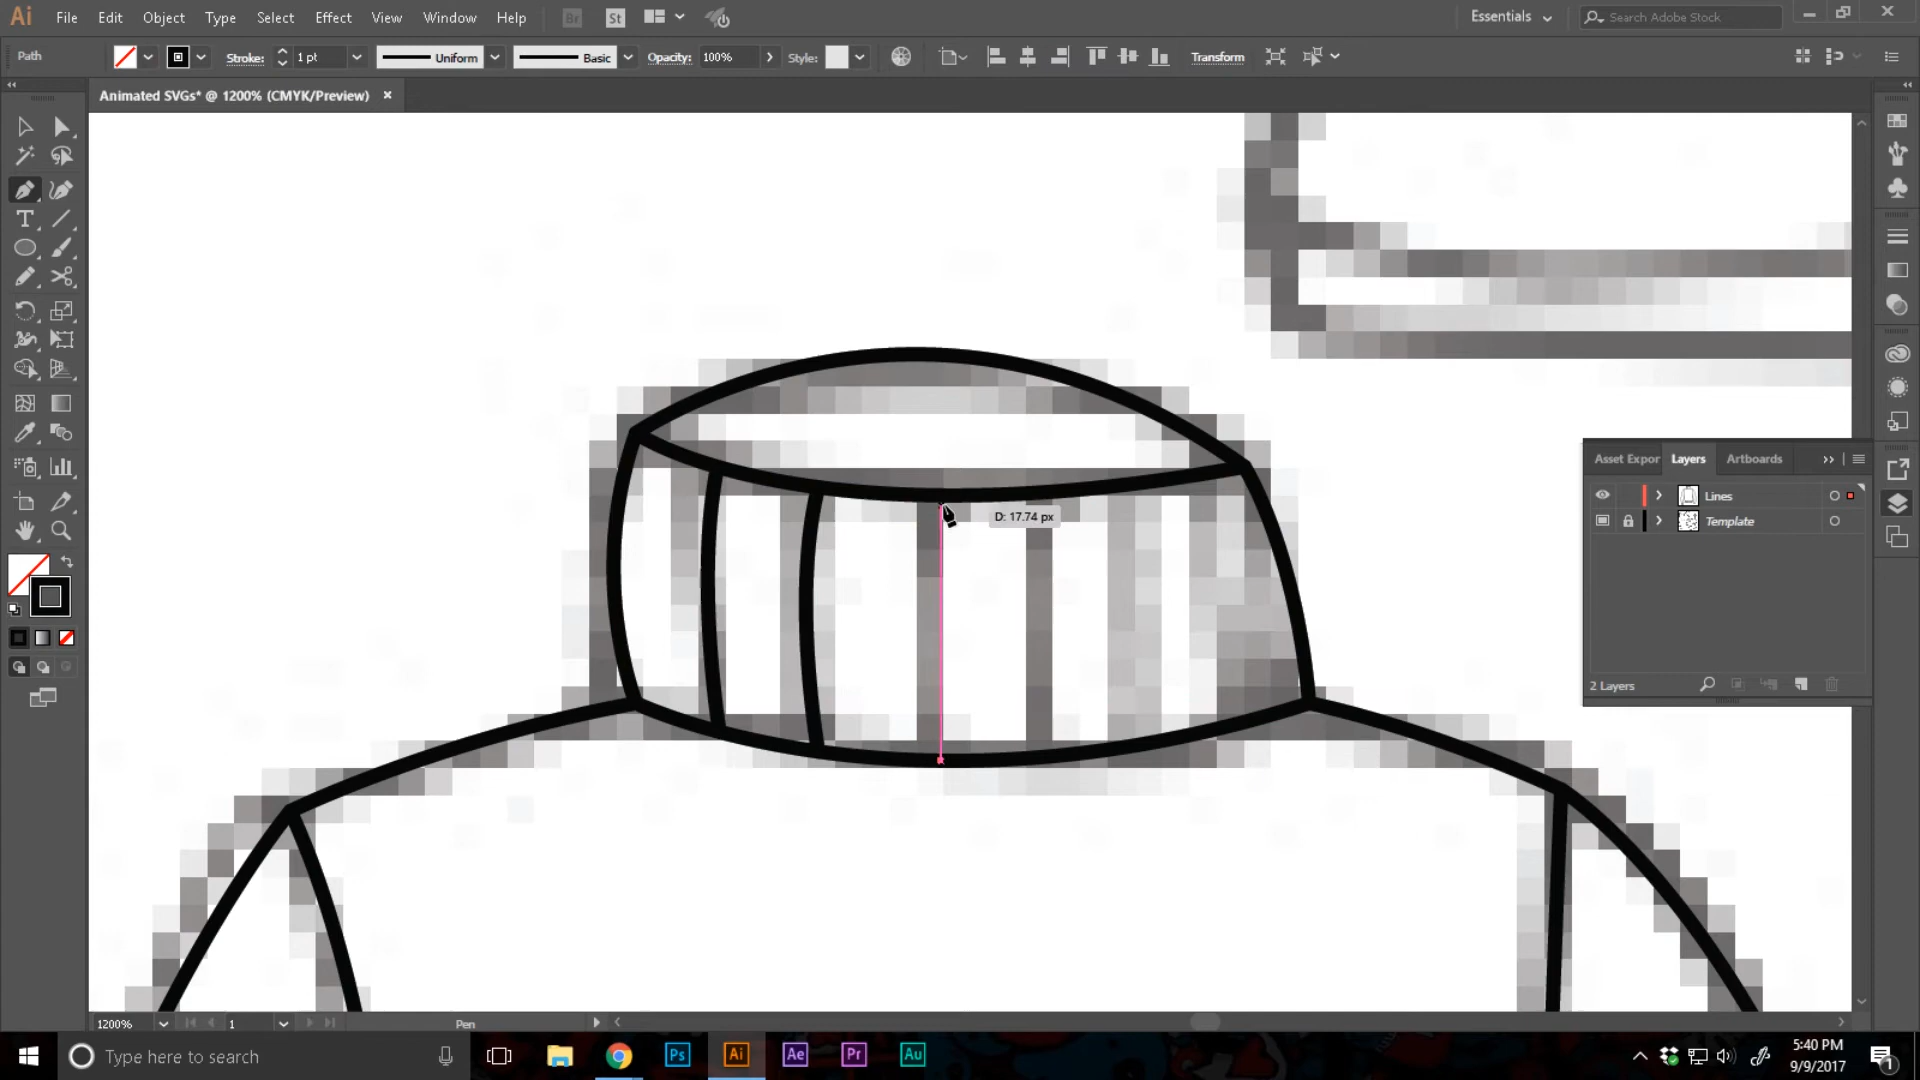 Ai File Edit Object Type Select Effect View Window Help Br St Essentials Search Adobe Stock
Path Stroke: 1 pt Uniform Basic Opacity: 100% Style: Transform
Animated SVGs* @ 1200% (CMYK/Preview) ×
D: 17.74 px
Asset Expor Layers Artboards
Lines
Template
2 Layers
1200% 1 Pen
Type here to search Ps Ai Ae Pr Au
5:40 PM
9/9/2017
1